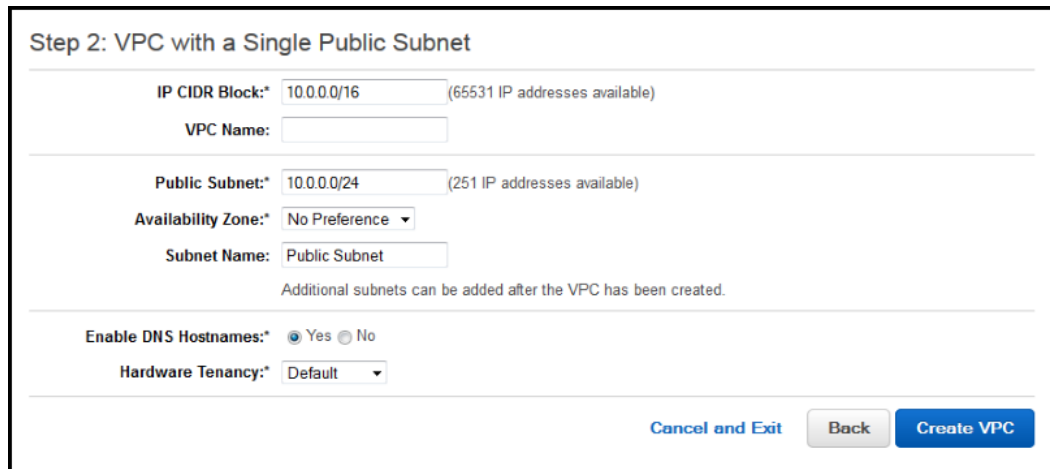 Step 2: VPC with a Single Public Subnet
IP CIDR Block:* 10.0.0.0/16 (65531 IP addresses available)
VPC Name:
Public Subnet:* 10.0.0.0/24 (251 IP addresses available)
Availability Zone:* No Preference
Subnet Name: Public Subnet
Additional subnets can be added after the VPC has been created.
Enable DNS Hostnames:* Yes No
Hardware Tenancy:* Default
Cancel and Exit Back Create VPC